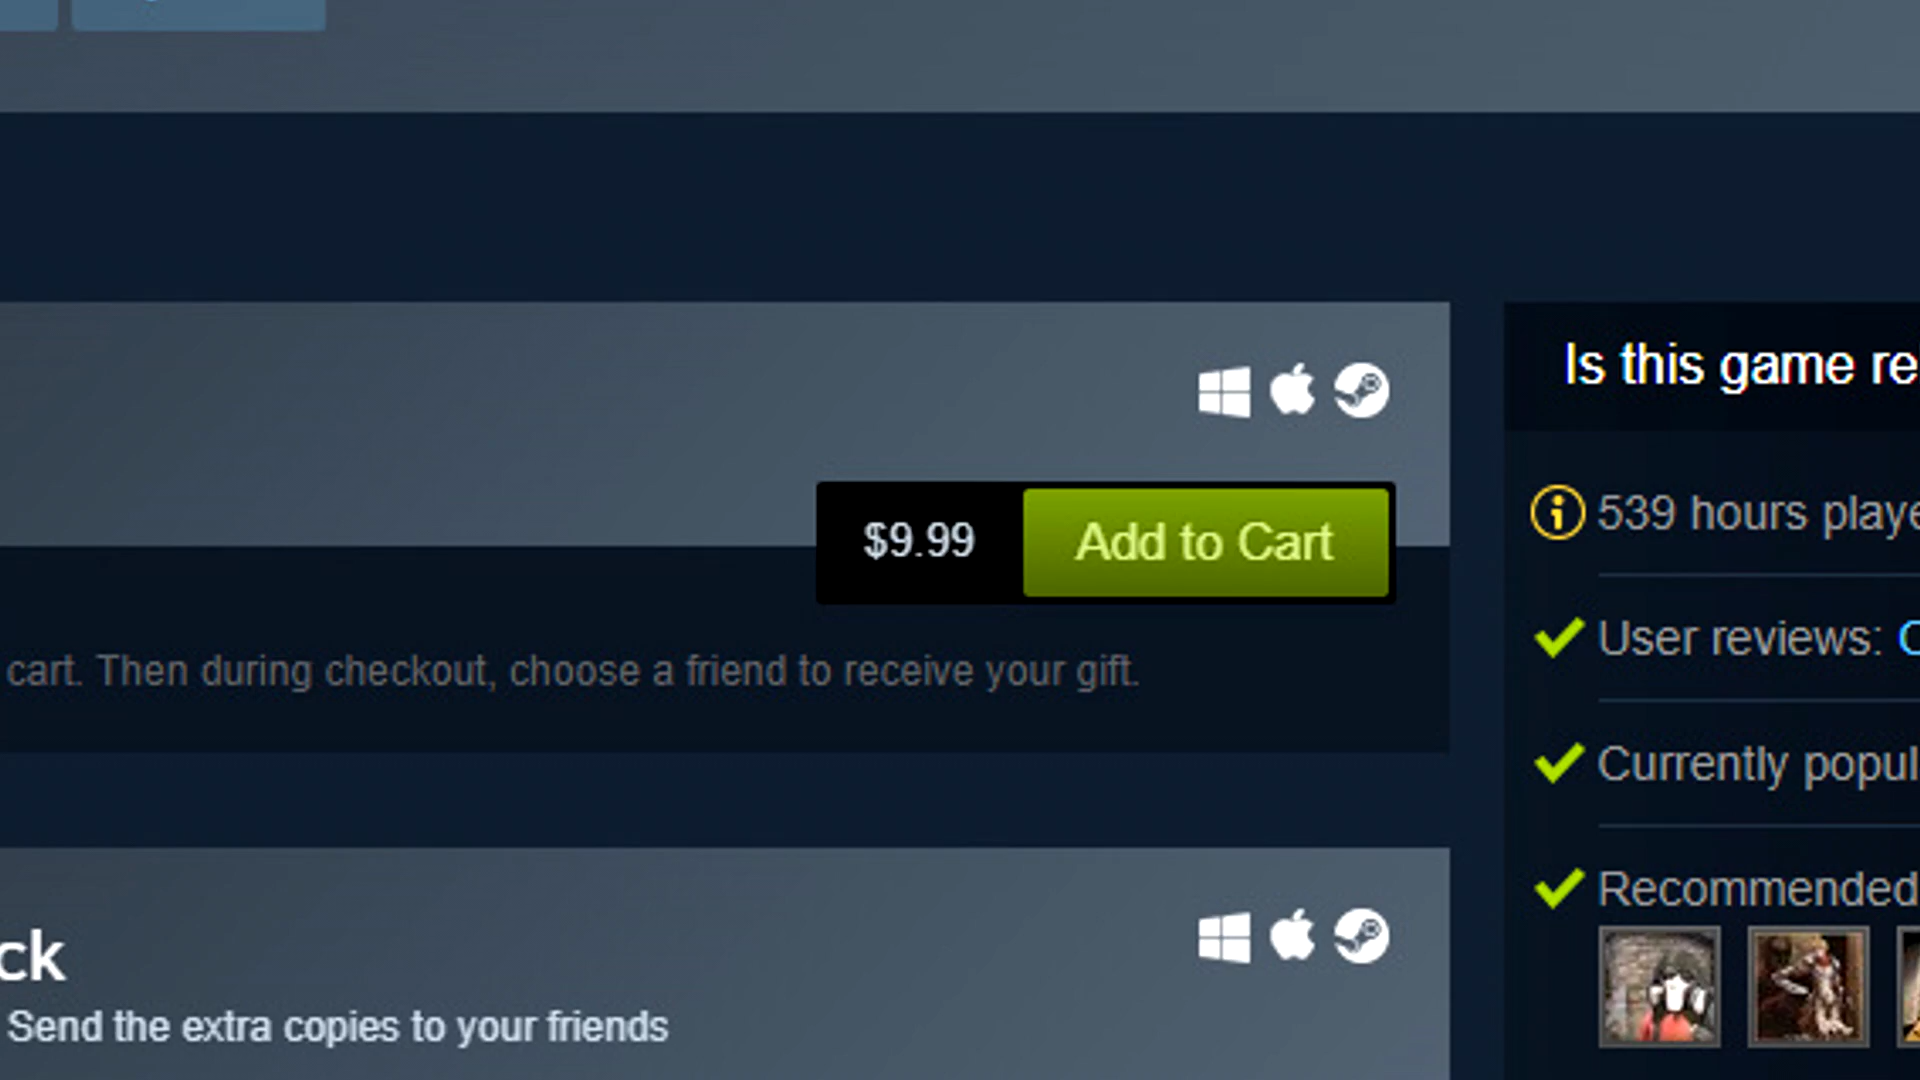 $9.99
Add to Cart
cart. Then during checkout, choose a friend to receive your gift.
ck
Send the extra copies to your friends
Is this game re
539 hours playe
User reviews:
Currently popul
Recommended